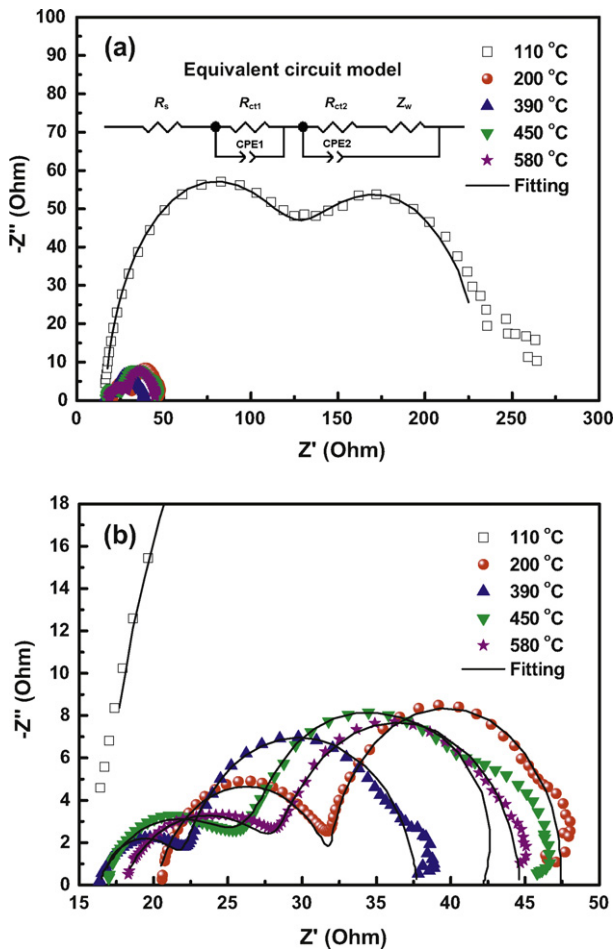 (a)
Equivalent circuit model
Rs Rct1 Rct2 Zw
CPE1 CPE2
110 °C
200 °C
390 °C
450 °C
580 °C
Fitting
-Z'' (Ohm)
100
90
80
70
60
50
40
30
20
10
0
0 50 100 150 200 250 300
Z' (Ohm)
(b)
110 °C
200 °C
390 °C
450 °C
580 °C
Fitting
-Z'' (Ohm)
18
16
14
12
10
8
6
4
2
0
15 20 25 30 35 40 45 50
Z' (Ohm)